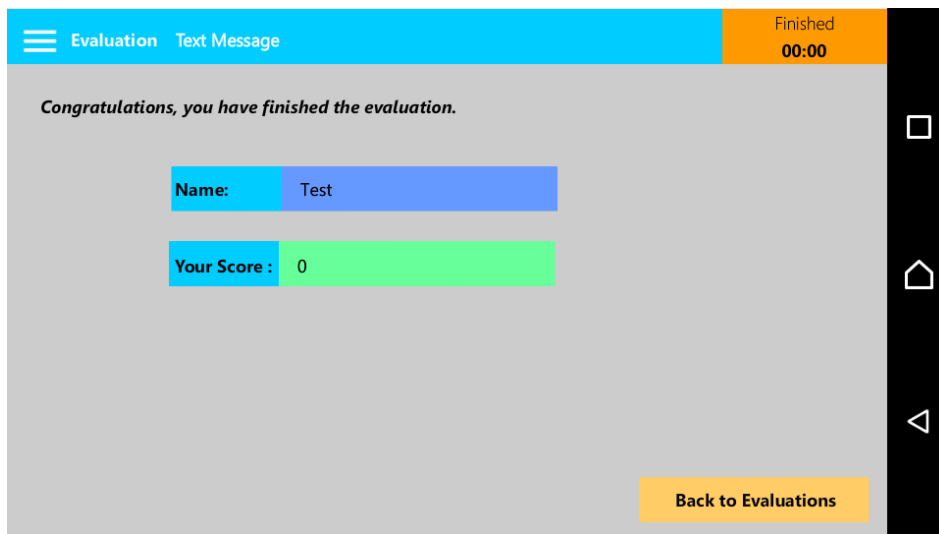 Evaluation Text Message
Finished
00:00
Congratulations, you have finished the evaluation.
Name: Test
Your Score : 0
Back to Evaluations